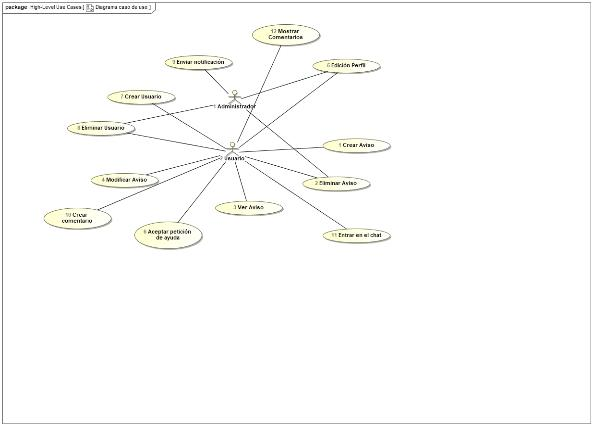 package High-Level Use Cases [ Diagrama caso de uso ]
12 Mostrar
Comentarios
9 Enviar notificación
5 Edición Perfil
7 Crear Usuario
1 Administrador
8 Eliminar Usuario
1 Crear Aviso
2 Usuario
4 Modificar Aviso
2 Eliminar Aviso
3 Ver Aviso
10 Crear
comentario
6 Aceptar petición
de ayuda
11 Entrar en el chat